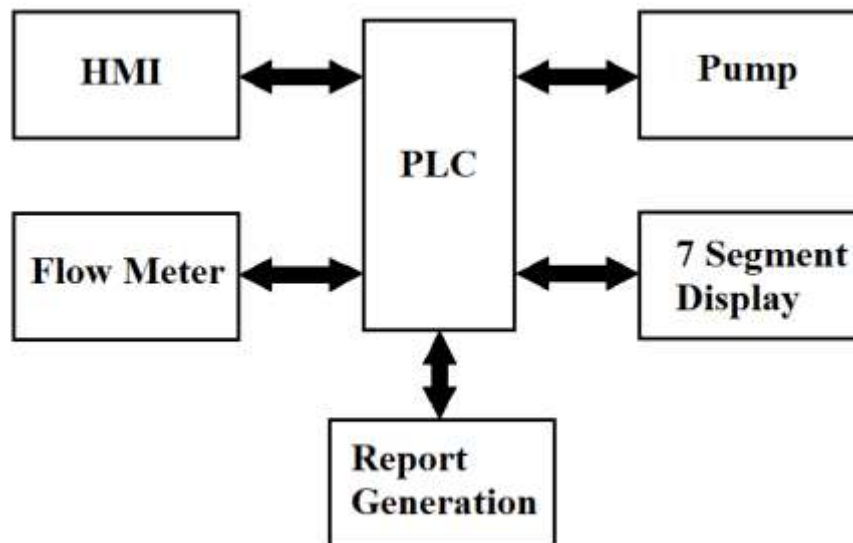 HMI
Pump
PLC
Flow Meter
7 Segment
Display
Report
Generation